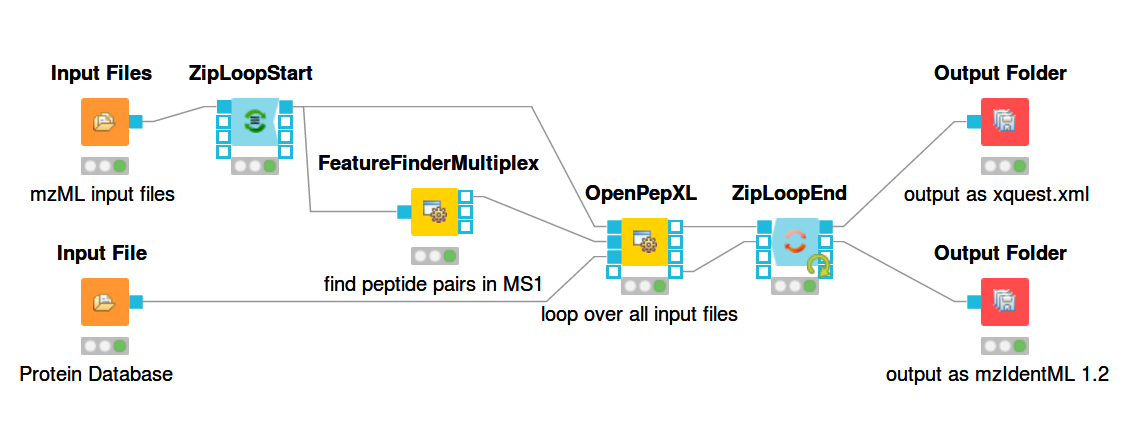 Input Files
ZipLoopStart
Output Folder
mzML input files
FeatureFinderMultiplex
OpenPepXL
ZipLoopEnd
output as xquest.xml
Input File
find peptide pairs in MS1
Output Folder
loop over all input files
Protein Database
output as mzIdentML 1.2